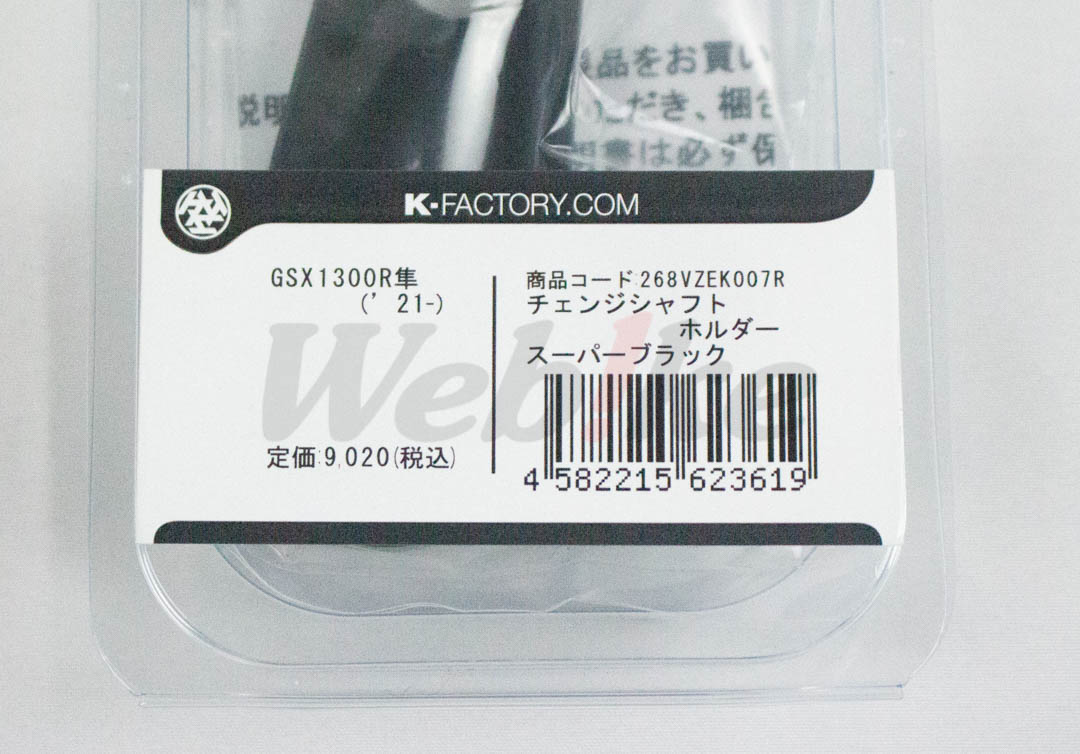 品をお買い
説明
だき、梱包
は必ず保
K-FACTORY.COM
GSX1300R隼
(’21-)
定価:9,020(税込)
商品コード:268VZEK007R
チェンジシャフト
ホルダー
スーパーブラック
4 582215 623619
Webike